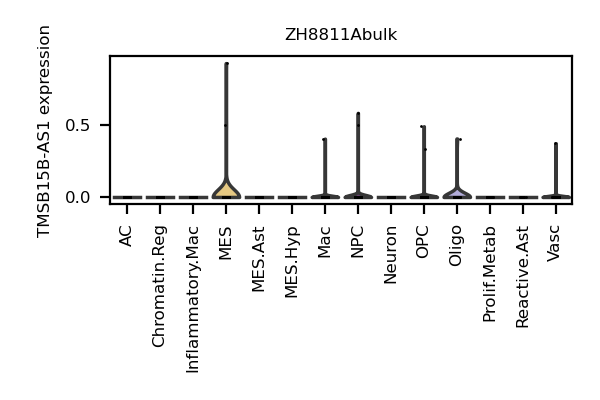 ZH8811Abulk
TMSB15B-AS1 expression
0.5
0.0
AC
Chromatin.Reg
Inflammatory.Mac
MES
MES.Ast
MES.Hyp
Mac
NPC
Neuron
OPC
Oligo
Prolif.Metab
Reactive.Ast
Vasc